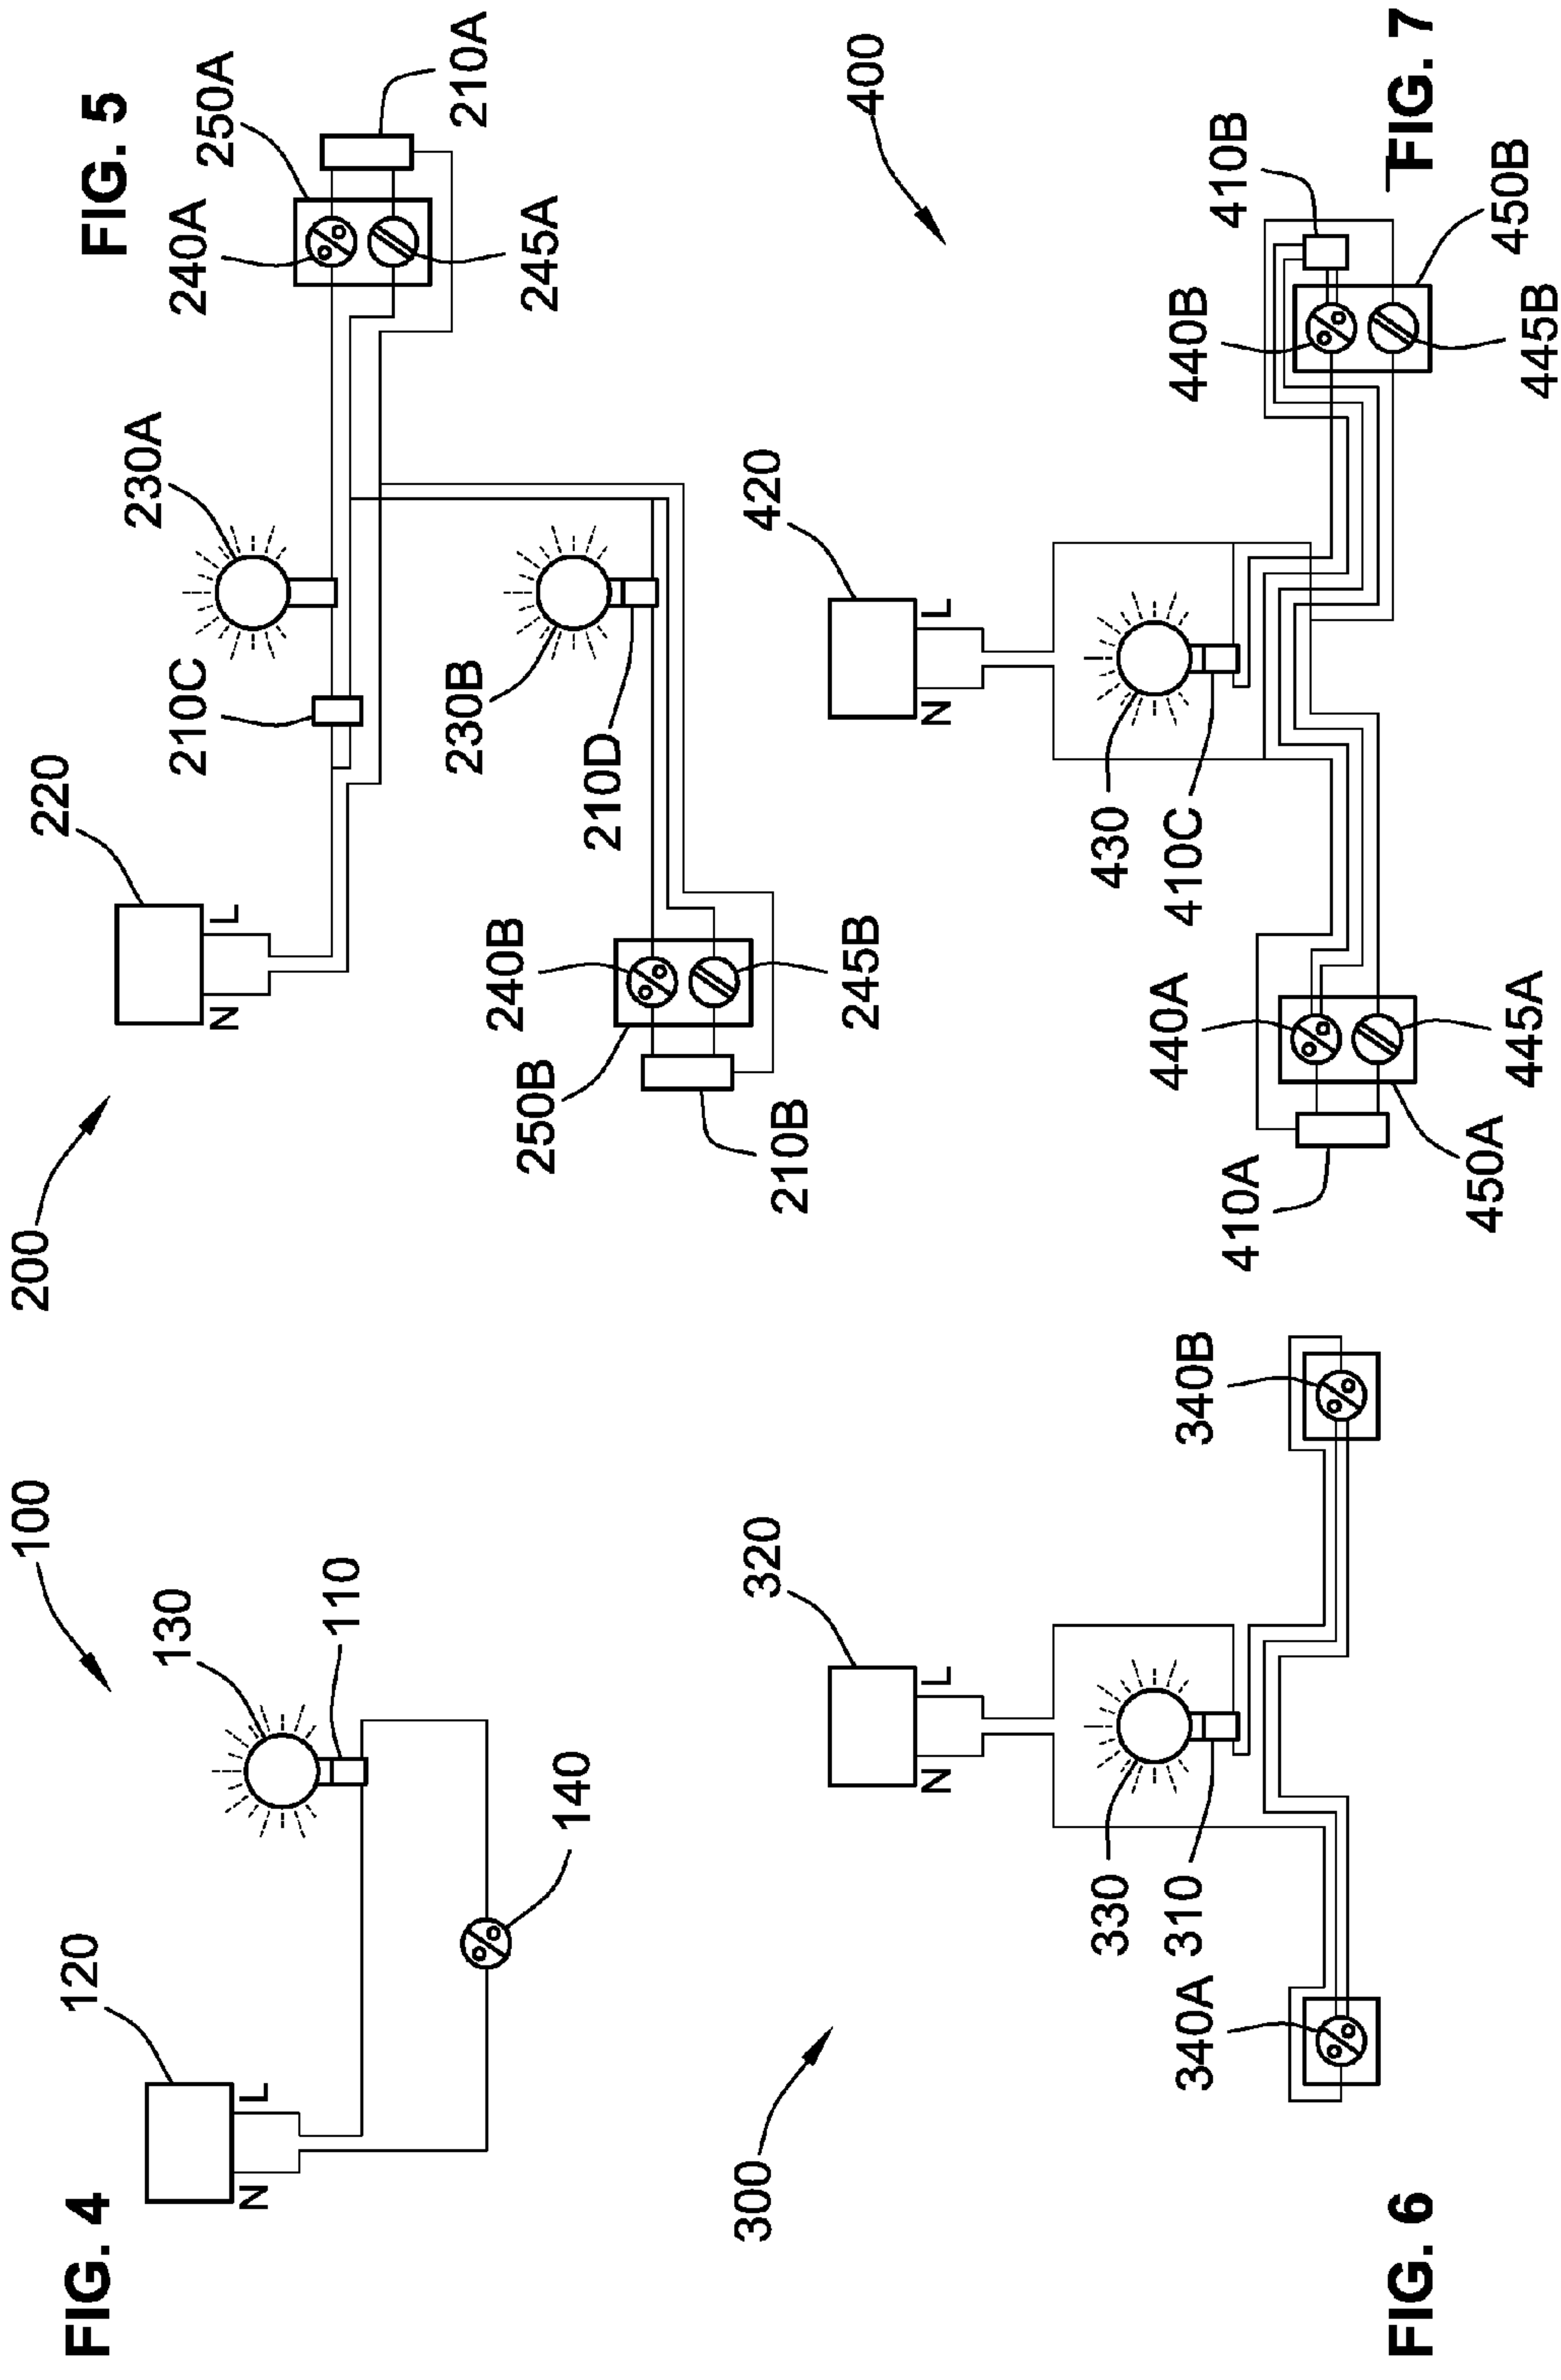 FIG. 4
100
120
N
L
130
110
140
FIG. 5
200
220
N
L
210C
230A
240A
250A
210A
245A
230B
210D
240B
250B
245B
210B
FIG. 6
300
320
N
L
330
310
340A
340B
FIG. 7
400
420
N
L
430
410C
440A
410A
450A
445A
440B
410B
450B
445B